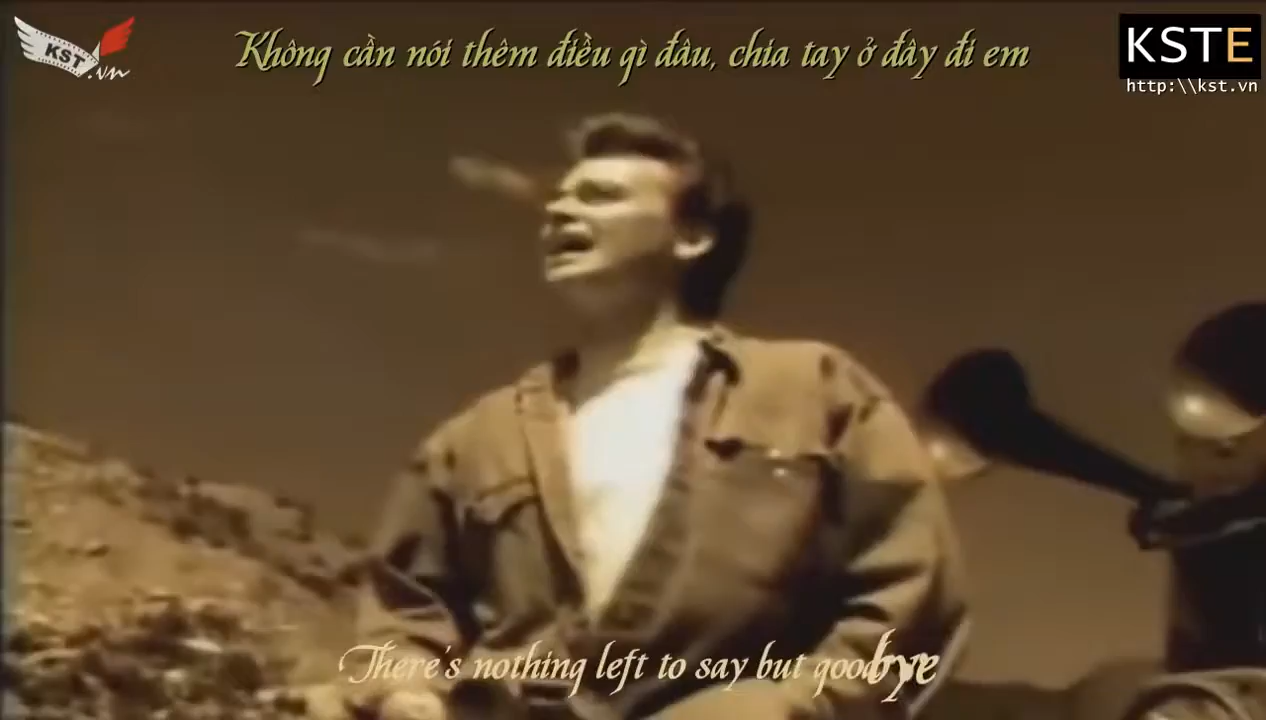 KST
.vn
Không cần nói thêm điều gì đâu, chia tay ở đây đi em
KSTE
http:\\kst.vn
There's nothing left to say but goodbye